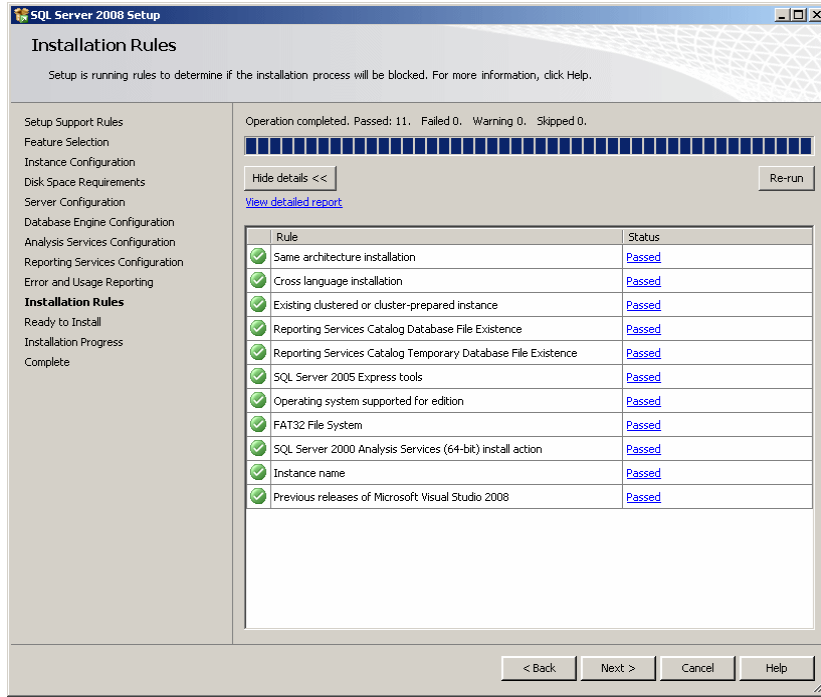 SQL Server 2008 Setup
Installation Rules
Setup is running rules to determine if the installation process will be blocked. For more information, click Help.
Setup Support Rules
Feature Selection
Instance Configuration
Disk Space Requirements
Server Configuration
Database Engine Configuration
Analysis Services Configuration
Reporting Services Configuration
Error and Usage Reporting
Installation Rules
Ready to Install
Installation Progress
Complete
Operation completed. Passed: 11. Failed 0. Warning 0. Skipped 0.
Hide details << Re-run
View detailed report
Rule Status
Same architecture installation Passed
Cross language installation Passed
Existing clustered or cluster-prepared instance Passed
Reporting Services Catalog Database File Existence Passed
Reporting Services Catalog Temporary Database File Existence Passed
SQL Server 2005 Express tools Passed
Operating system supported for edition Passed
FAT32 File System Passed
SQL Server 2000 Analysis Services (64-bit) install action Passed
Instance name Passed
Previous releases of Microsoft Visual Studio 2008 Passed
< Back Next > Cancel Help